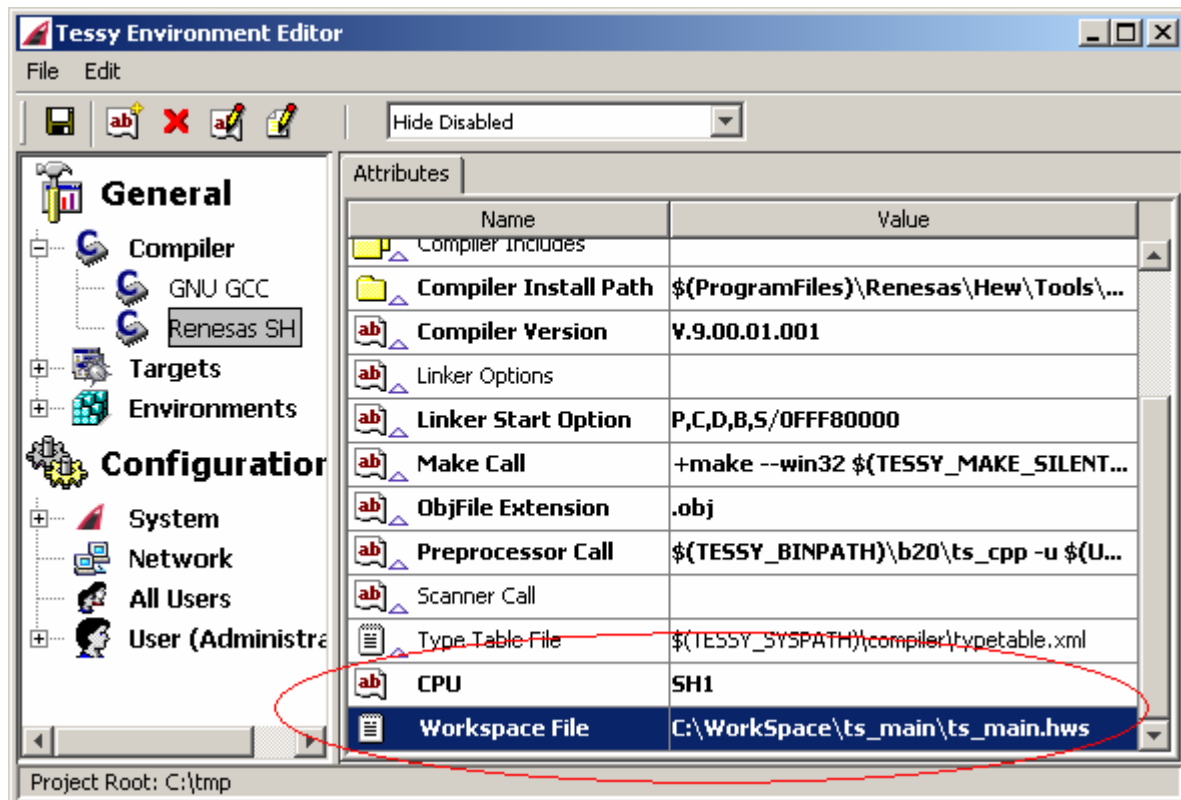 Tessy Environment Editor
File Edit
Hide Disabled
General
Compiler
GNU GCC
Renesas SH
Targets
Environments
Configuration
System
Network
All Users
User (Administra
Attributes
Name Value
Compiler Includes
Compiler Install Path $(ProgramFiles)\Renesas\Hew\Tools\...
Compiler Version V.9.00.01.001
Linker Options
Linker Start Option P,C,D,B,S/0FFF80000
Make Call +make --win32 $(TESSY_MAKE_SILENT...
ObjFile Extension .obj
Preprocessor Call $(TESSY_BINPATH)\b20\ts_cpp -u $(U...
Scanner Call
Type Table File $(TESSY_SYSPATH)\compiler\typetable.xml
CPU SH1
Workspace File C:\WorkSpace\ts_main\ts_main.hws
Project Root: C:\tmp